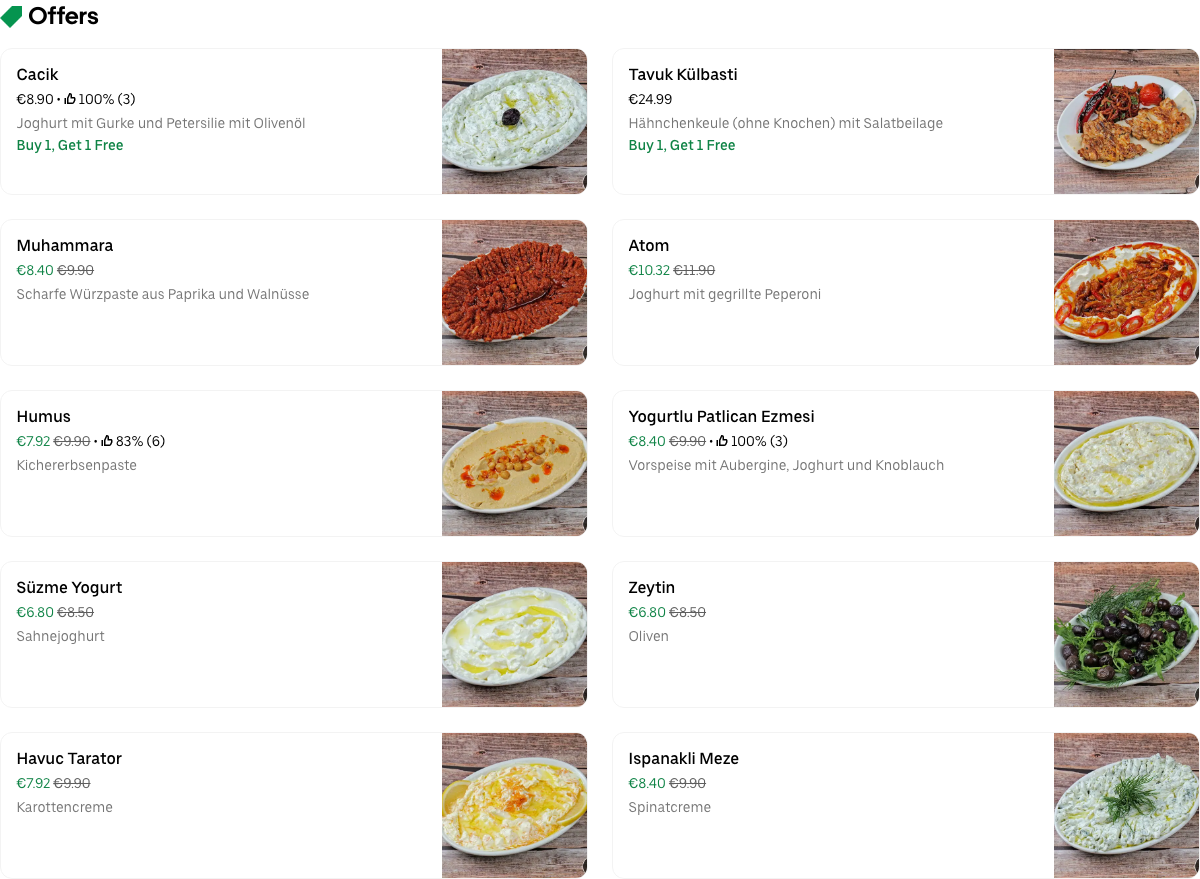 Offers
Cacik
€8.90 • 100% (3)
Joghurt mit Gurke und Petersilie mit Olivenöl
Buy 1, Get 1 Free
Tavuk Külbasti
€24.99
Hähnchenkeule (ohne Knochen) mit Salatbeilage
Buy 1, Get 1 Free
Muhammara
€8.40 €9.90
Scharfe Würzpaste aus Paprika und Walnüsse
Atom
€10.32 €11.90
Joghurt mit gegrillte Peperoni
Humus
€7.92 €9.90 • 83% (6)
Kichererbsenpaste
Yogurtlu Patlican Ezmesi
€8.40 €9.90 • 100% (3)
Vorspeise mit Aubergine, Joghurt und Knoblauch
Süzme Yogurt
€6.80 €8.50
Sahnejoghurt
Zeytin
€6.80 €8.50
Oliven
Havuc Tarator
€7.92 €9.90
Karottencreme
Ispanakli Meze
€8.40 €9.90
Spinatcreme